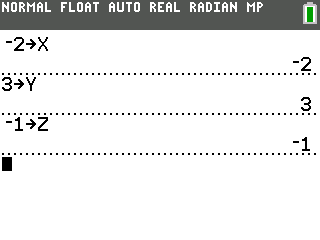 NORMAL FLOAT AUTO REAL RADIAN MP
-2→X
-2
3→Y
3
-1→Z
-1